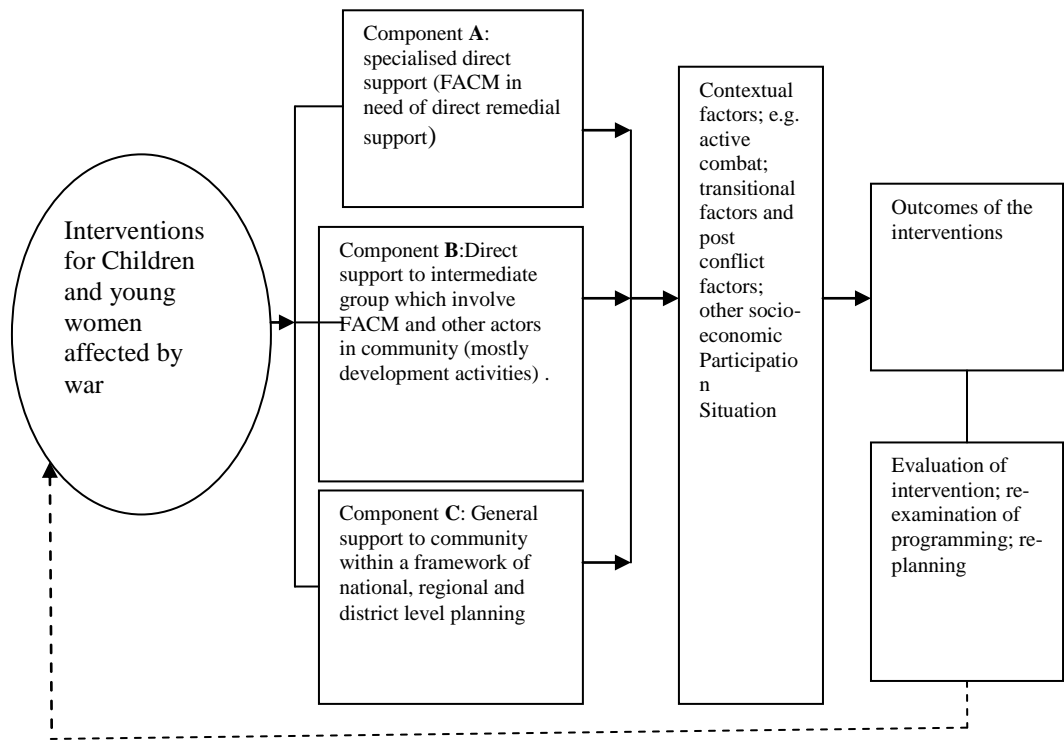 Interventions
for Children
and young
women
affected by
war
Component A:
specialised direct
support (FACM in
need of direct remedial
support)
Component B:Direct
support to intermediate
group which involve
FACM and other actors
in community (mostly
development activities) .
Component C: General
support to community
within a framework of
national, regional and
district level planning
Contextual
factors; e.g.
active
combat;
transitional
factors and
post
conflict
factors;
other socio-
economic
Participatio
n
Situation
Outcomes of the
interventions
Evaluation of
intervention; re-
examination of
programming; re-
planning